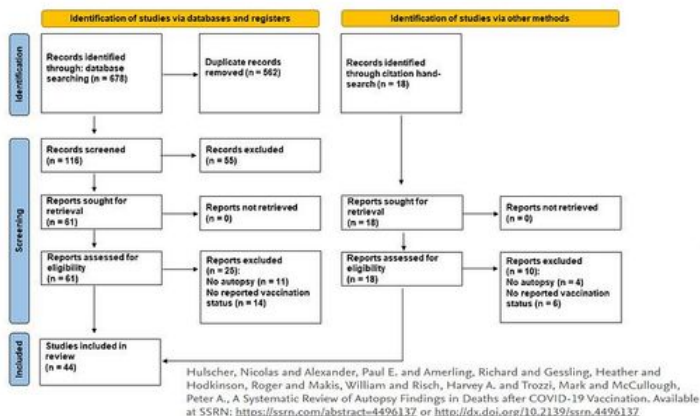 Identification of studies via databases and registers
Identification of studies via other methods
Identification
Records identified
through: database
searching (n = 678)
Duplicate records
removed (n = 562)
Records identified
through citation hand-
search (n = 18)
Screening
Records screened
(n = 116)
Records excluded
(n = 55)
Reports sought for
retrieval
(n = 61)
Reports not retrieved
(n = 0)
Reports sought for
retrieval
(n = 18)
Reports not retrieved
(n = 0)
Reports assessed for
eligibility
(n = 61)
Reports excluded
(n = 25):
No autopsy (n = 11)
No reported vaccination
status (n = 14)
Reports assessed for
eligibility
(n = 18)
Reports excluded
(n = 10):
No autopsy (n = 4)
No reported vaccination
status (n = 6)
Included
Studies included in
review
(n = 44)
Hulscher, Nicolas and Alexander, Paul E. and Amerling, Richard and Gessling, Heather and
Hodkinson, Roger and Makis, William and Risch, Harvey A. and Trozzi, Mark and McCullough,
Peter A., A Systematic Review of Autopsy Findings in Deaths after COVID-19 Vaccination. Available
at SSRN: https://ssrn.com/abstract=4496137 or http://dx.doi.org/10.2139/ssrn.4496137